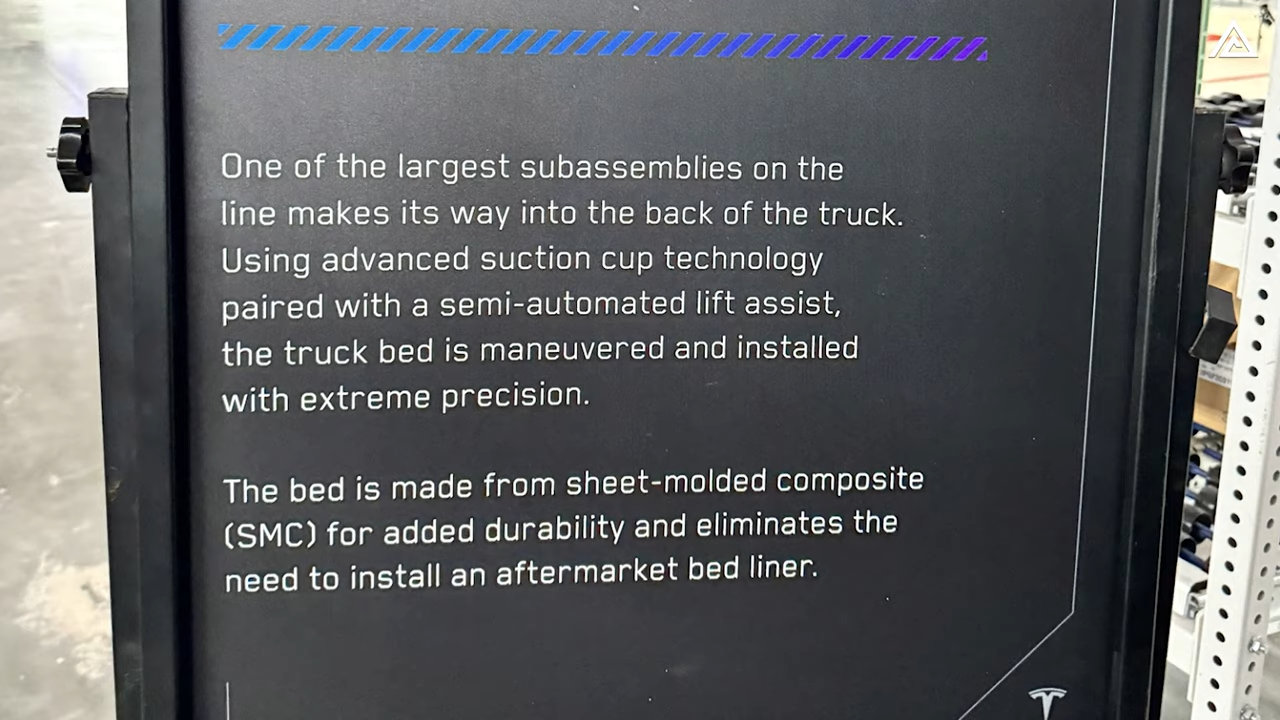 One of the largest subassemblies on the
line makes its way into the back of the truck.
Using advanced suction cup technology
paired with a semi-automated lift assist,
the truck bed is maneuvered and installed
with extreme precision.
The bed is made from sheet-molded composite
(SMC) for added durability and eliminates the
need to install an aftermarket bed liner.